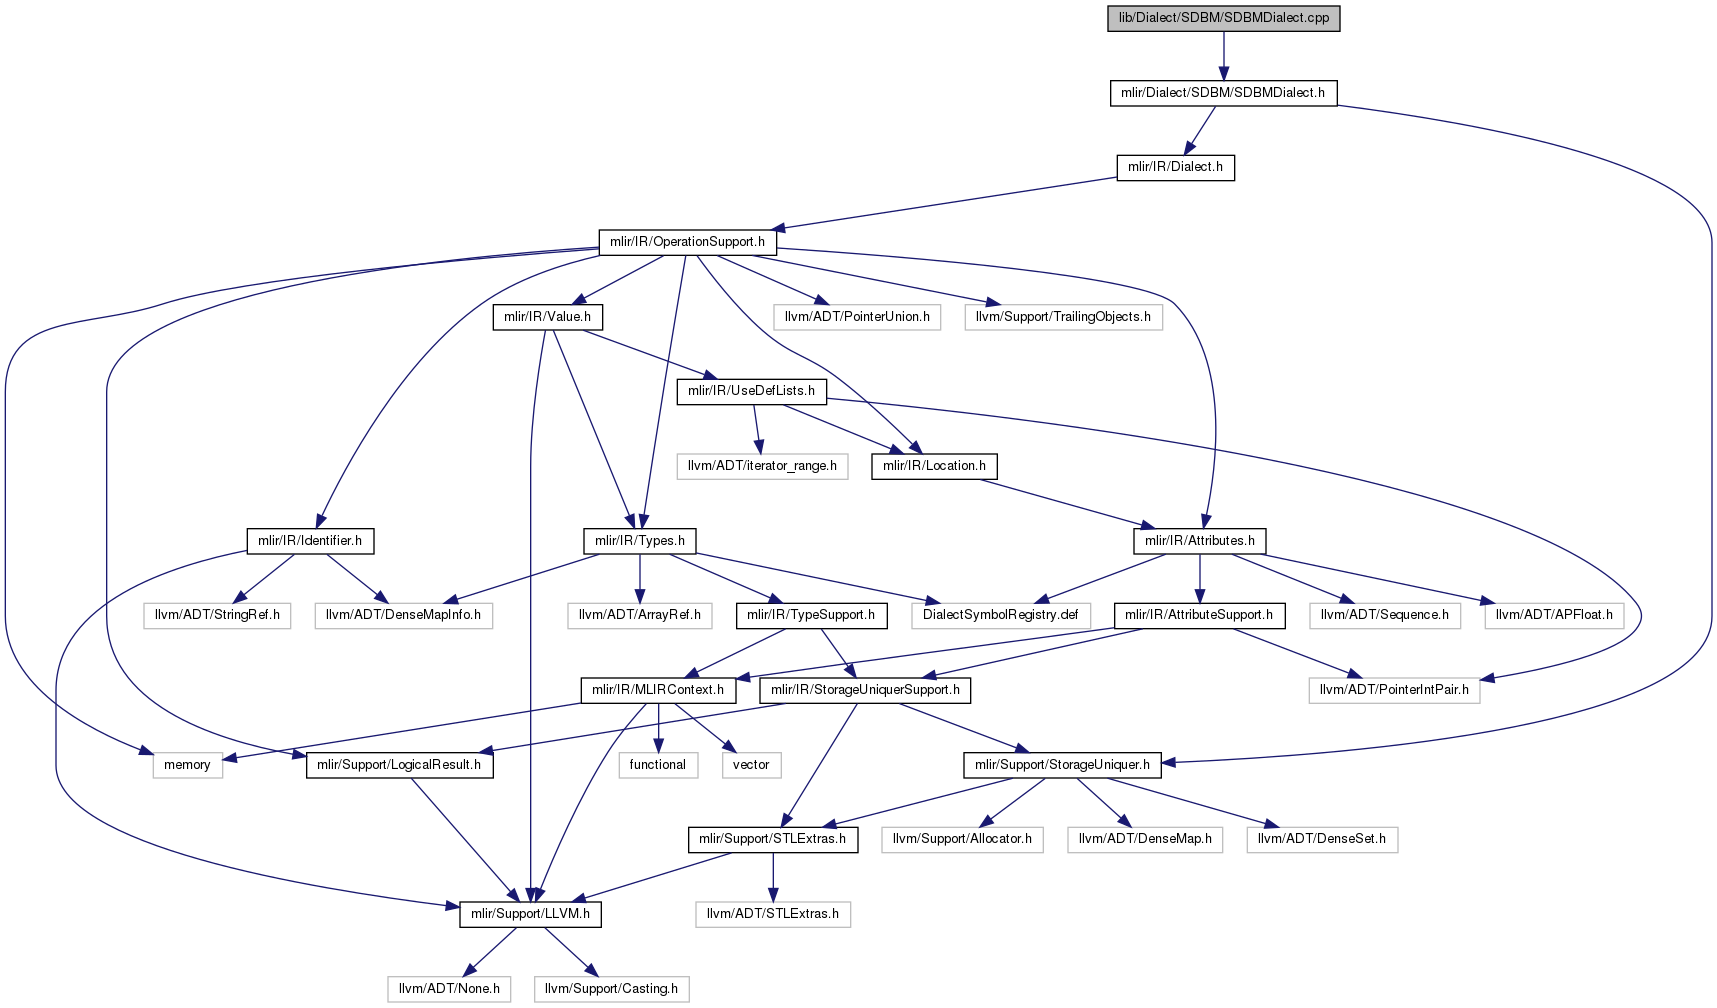 lib/Dialect/SDBM/SDBMDialect.cpp
mlir/Dialect/SDBM/SDBMDialect.h
mlir/IR/Dialect.h
mlir/IR/OperationSupport.h
mlir/IR/Value.h
llvm/ADT/PointerUnion.h
llvm/Support/TrailingObjects.h
mlir/IR/UseDefLists.h
llvm/ADT/iterator_range.h
mlir/IR/Location.h
mlir/IR/Identifier.h
mlir/IR/Types.h
mlir/IR/Attributes.h
llvm/ADT/StringRef.h
llvm/ADT/DenseMapInfo.h
llvm/ADT/ArrayRef.h
mlir/IR/TypeSupport.h
DialectSymbolRegistry.def
mlir/IR/AttributeSupport.h
llvm/ADT/Sequence.h
llvm/ADT/APFloat.h
mlir/IR/MLIRContext.h
mlir/IR/StorageUniquerSupport.h
llvm/ADT/PointerIntPair.h
memory
mlir/Support/LogicalResult.h
functional
vector
mlir/Support/StorageUniquer.h
mlir/Support/STLExtras.h
llvm/Support/Allocator.h
llvm/ADT/DenseMap.h
llvm/ADT/DenseSet.h
mlir/Support/LLVM.h
llvm/ADT/STLExtras.h
llvm/ADT/None.h
llvm/Support/Casting.h